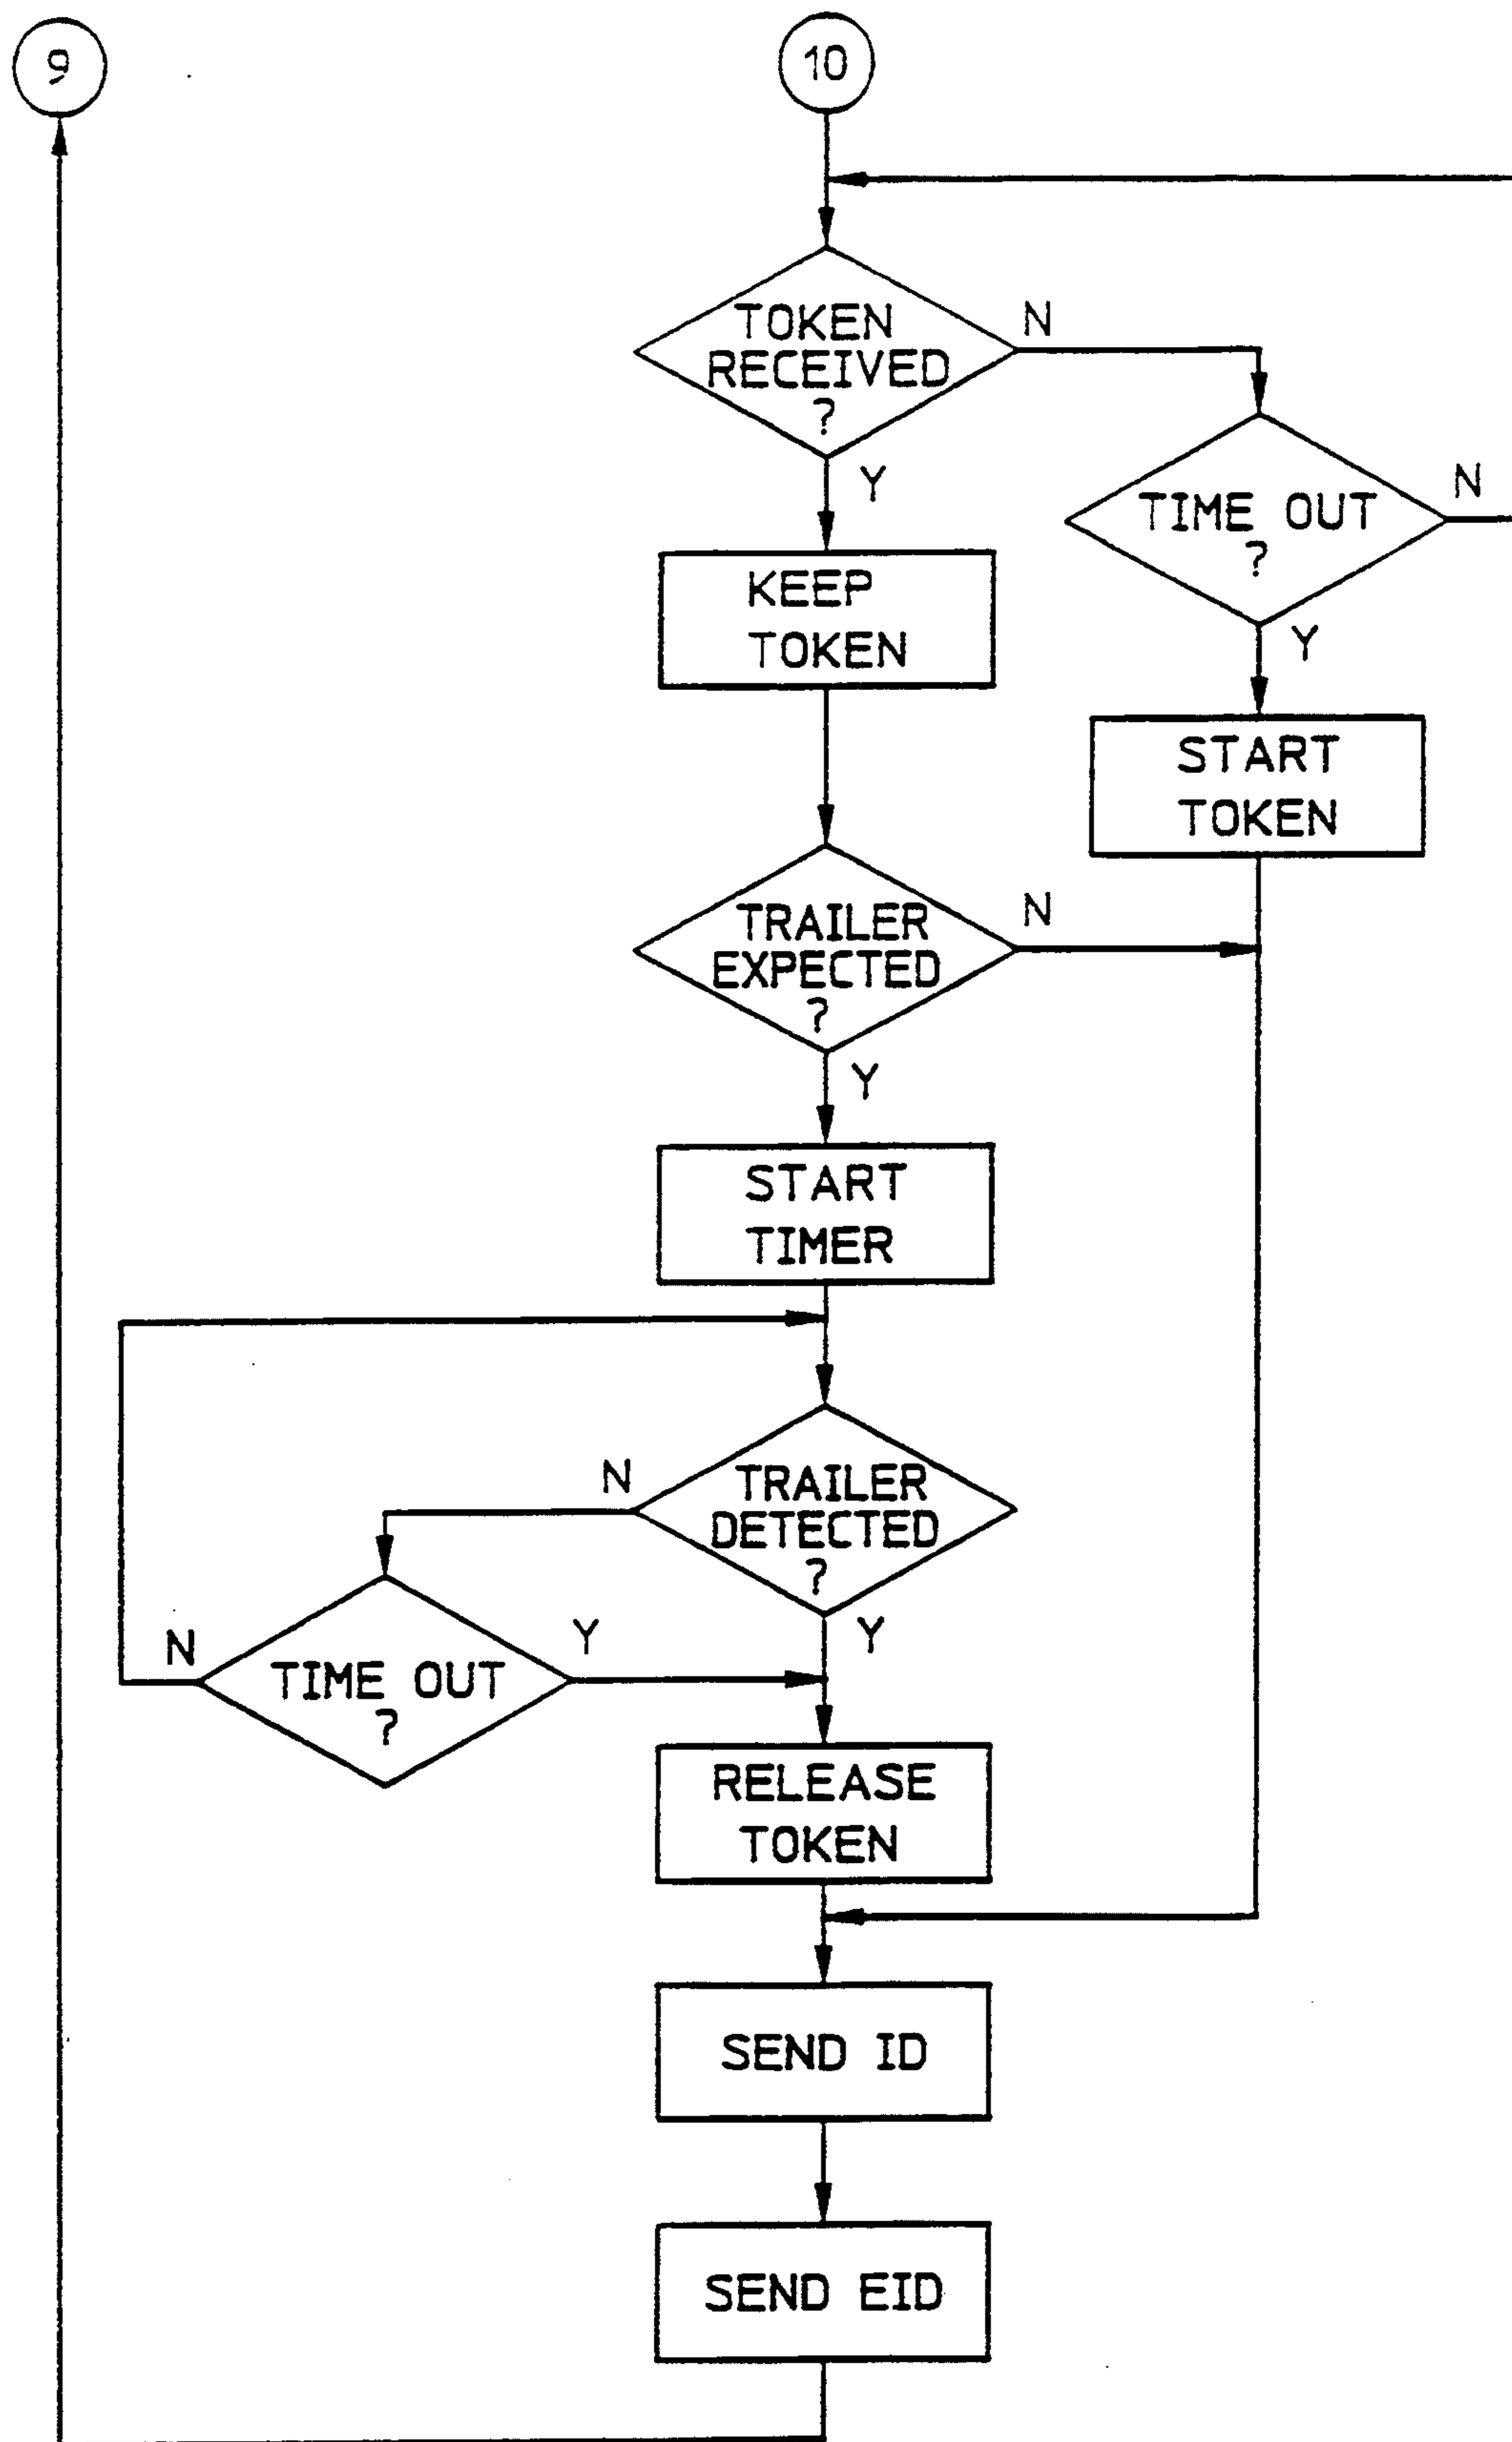 9
10
TOKEN
RECEIVED
?
N
Y
TIME OUT
?
N
Y
KEEP
TOKEN
START
TOKEN
TRAILER
EXPECTED
?
N
Y
START
TIMER
TRAILER
DETECTED
?
N
Y
TIME OUT
?
N
Y
RELEASE
TOKEN
SEND ID
SEND EID